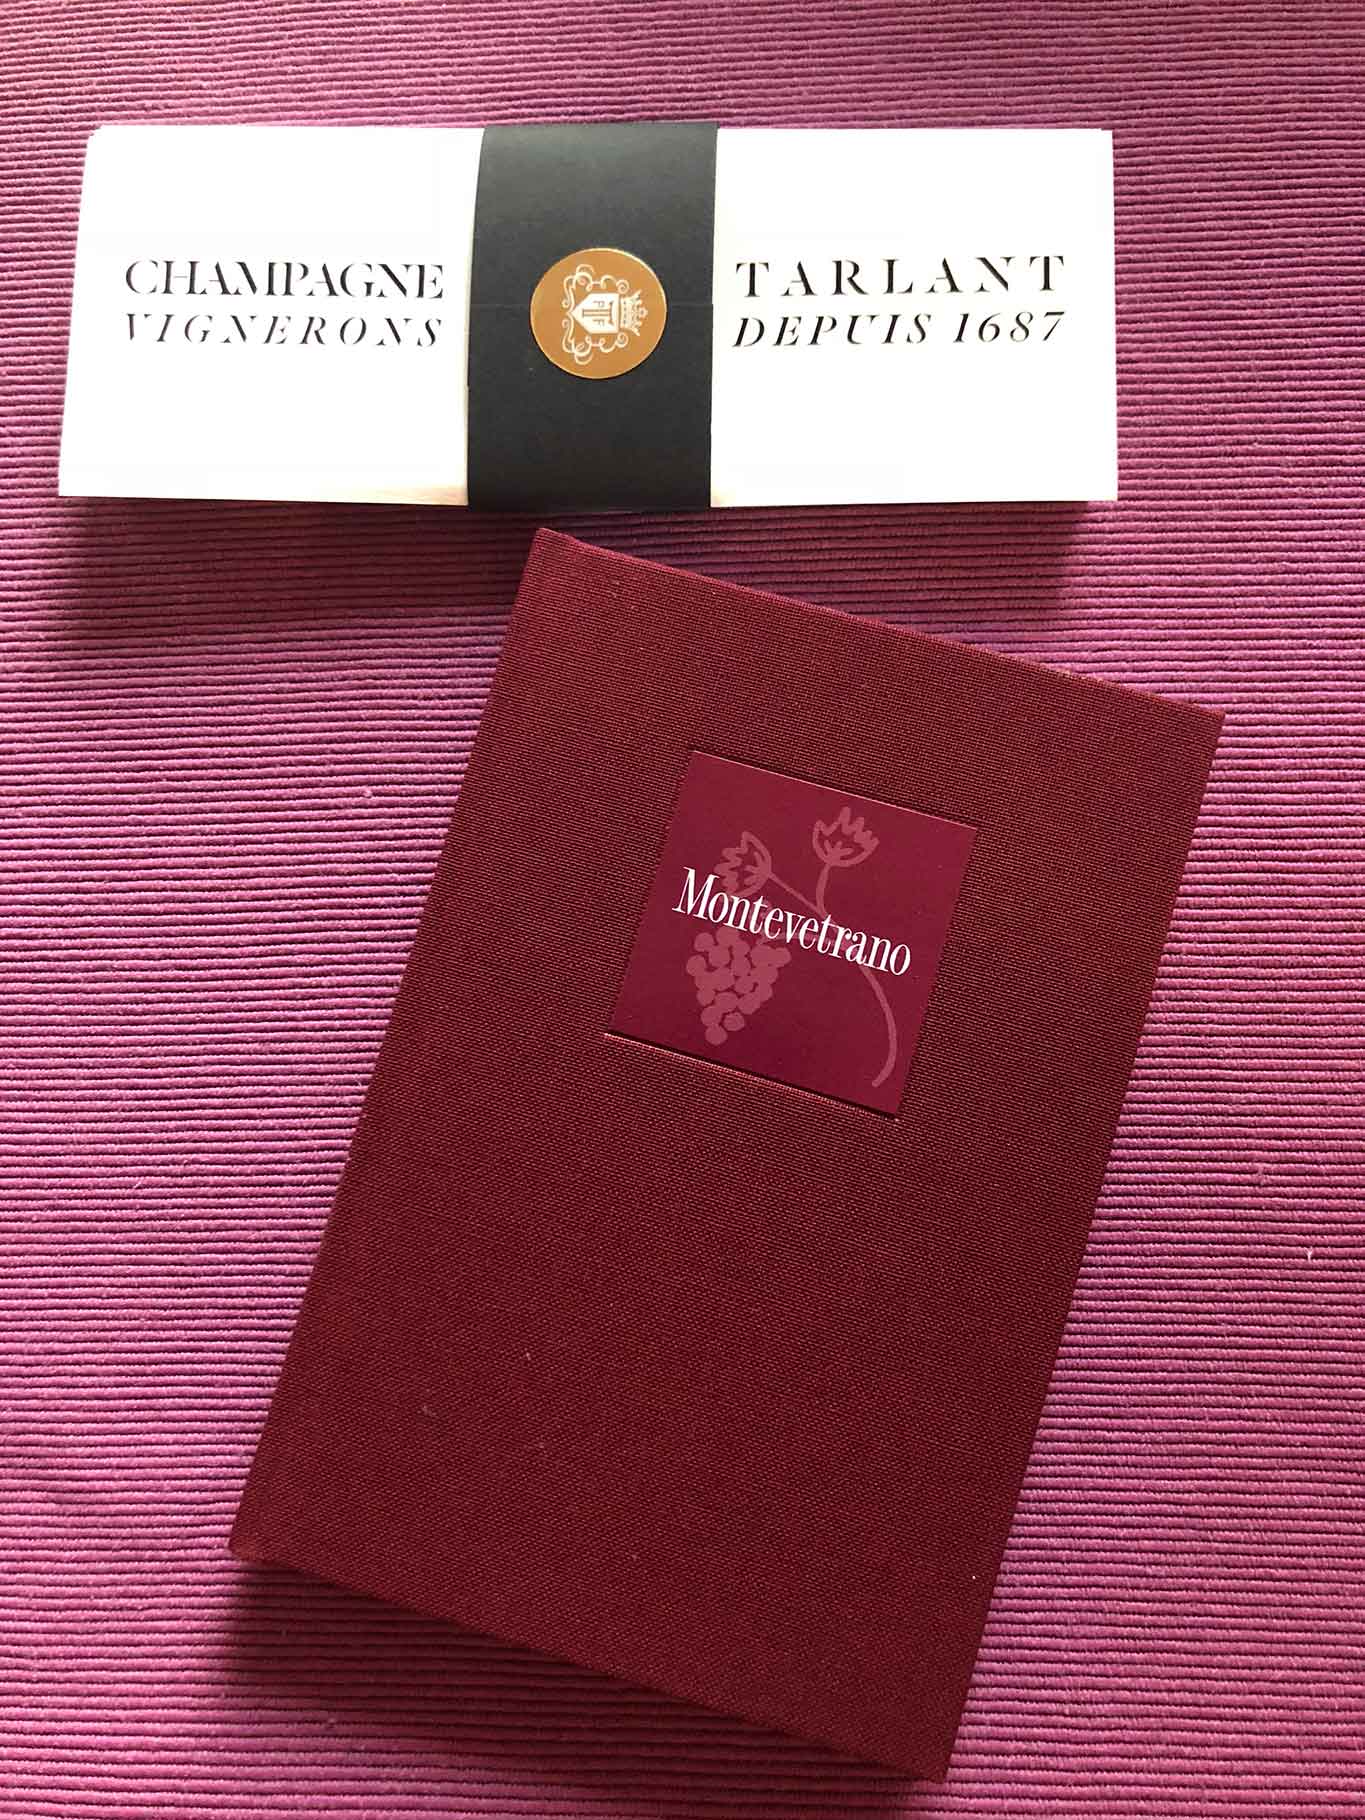 CHAMPAGNE
VIGNERONS
TARLANT
DEPUIS 1687
Montevetrano